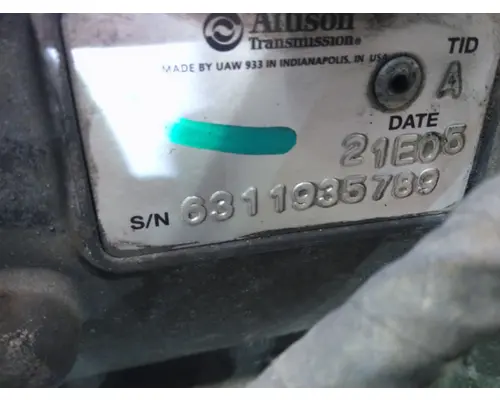 Allison
Transmission®
MADE BY UAW 933 IN INDIANAPOLIS, IN USA
TID
A
DATE
21E05
S/N 6311935789